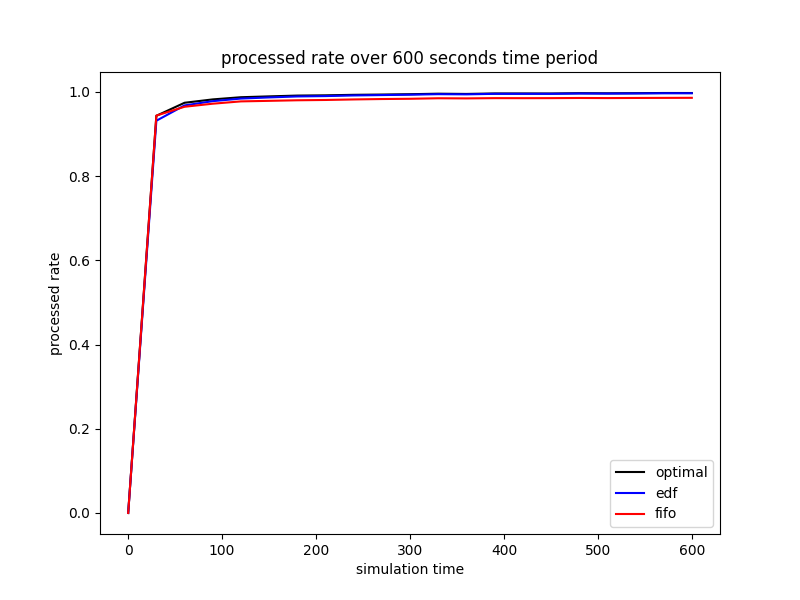 processed rate over 600 seconds time period
processed rate
1.0
0.8
0.6
0.4
0.2
0.0
0 100 200 300 400 500 600
simulation time
optimal
edf
fifo